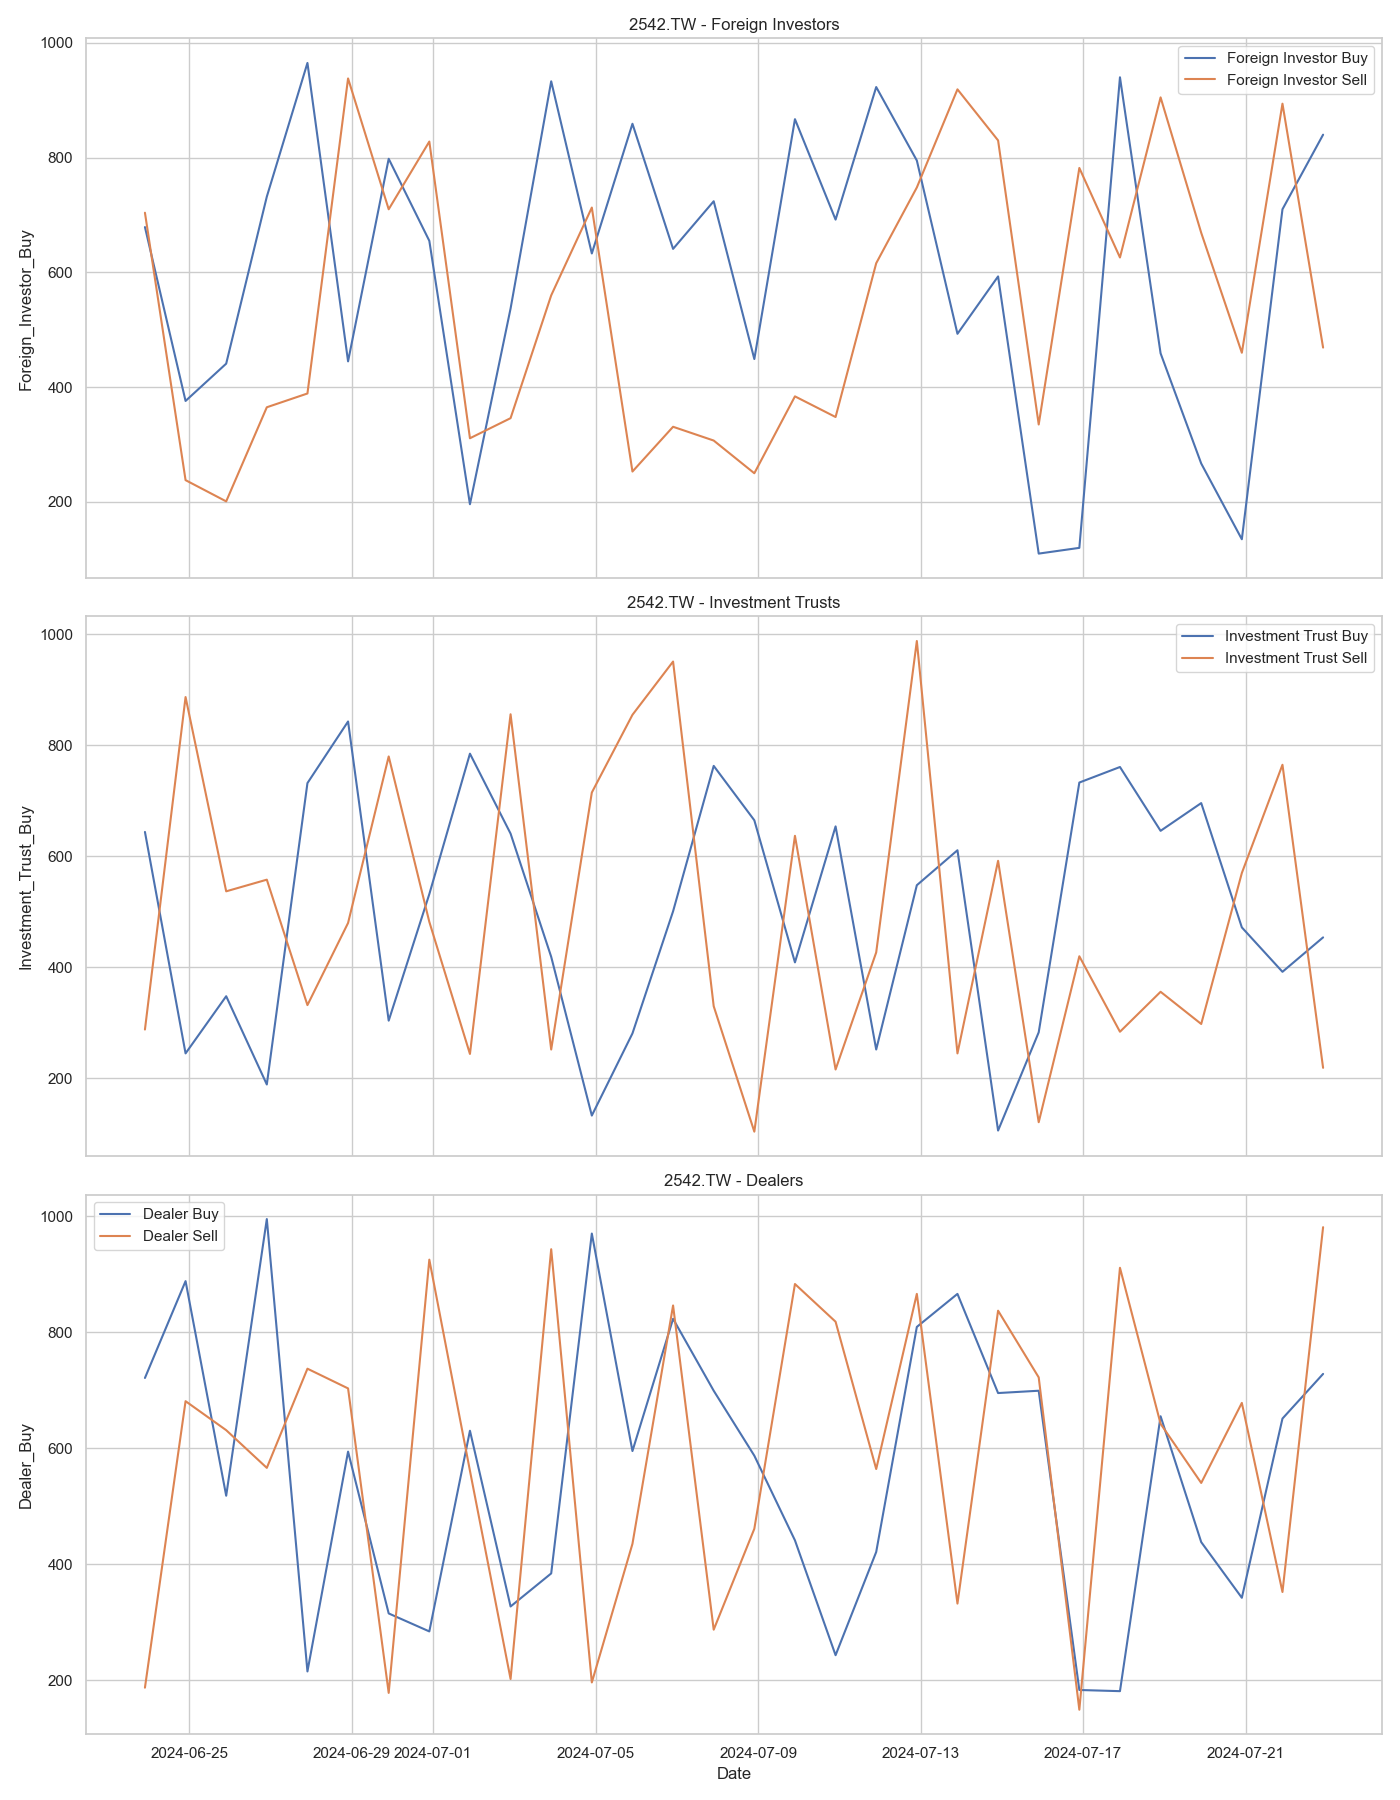 2542.TW - Foreign Investors
Foreign Investor Buy
Foreign Investor Sell
Foreign_Investor_Buy
1000
800
600
400
200
2542.TW - Investment Trusts
Investment Trust Buy
Investment Trust Sell
Investment_Trust_Buy
1000
800
600
400
200
2542.TW - Dealers
Dealer Buy
Dealer Sell
Dealer_Buy
1000
800
600
400
200
2024-06-25 2024-06-29 2024-07-01 2024-07-05 2024-07-09 2024-07-13 2024-07-17 2024-07-21
Date